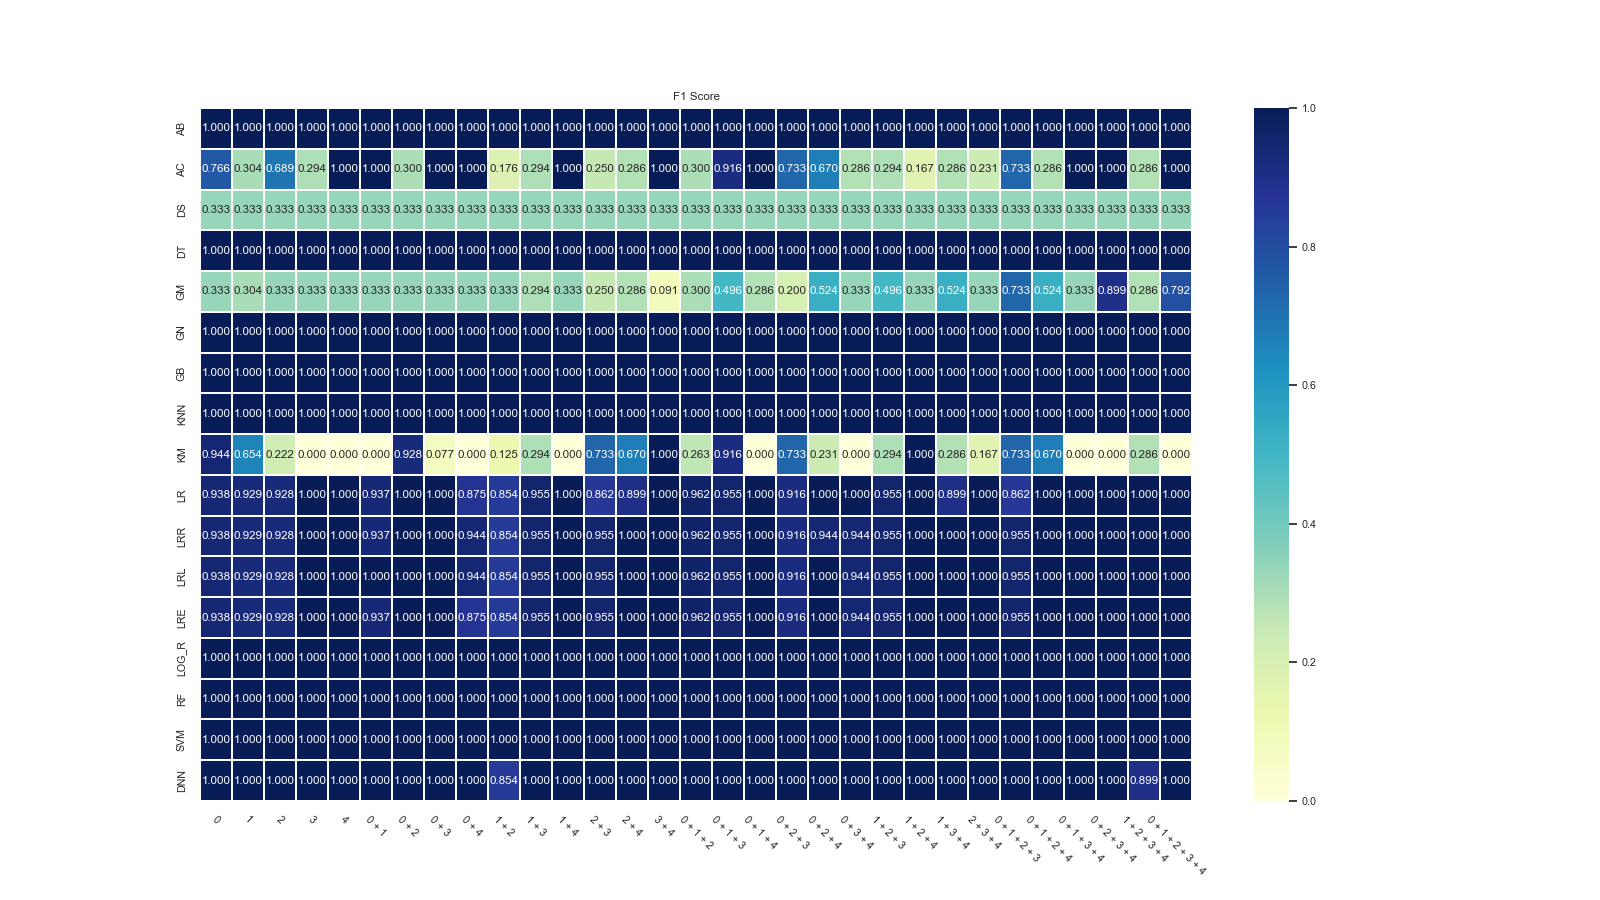 F1 Score
AB 1.000 1.000 1.000 1.000 1.000 1.000 1.000 1.000 1.000 1.000 1.000 1.000 1.000 1.000 1.000 1.000 1.000 1.000 1.000 1.000 1.000 1.000 1.000 1.000 1.000 1.000 1.000 1.000 1.000 1.000 1.000
AC 0.766 0.304 0.689 0.294 1.000 1.000 0.300 1.000 1.000 0.176 0.294 1.000 0.250 0.286 1.000 0.300 0.916 1.000 0.733 0.670 0.286 0.294 0.167 0.286 0.231 0.733 0.286 1.000 1.000 0.286 1.000
DS 0.333 0.333 0.333 0.333 0.333 0.333 0.333 0.333 0.333 0.333 0.333 0.333 0.333 0.333 0.333 0.333 0.333 0.333 0.333 0.333 0.333 0.333 0.333 0.333 0.333 0.333 0.333 0.333 0.333 0.333 0.333
DT 1.000 1.000 1.000 1.000 1.000 1.000 1.000 1.000 1.000 1.000 1.000 1.000 1.000 1.000 1.000 1.000 1.000 1.000 1.000 1.000 1.000 1.000 1.000 1.000 1.000 1.000 1.000 1.000 1.000 1.000 1.000
GM 0.333 0.304 0.333 0.333 0.333 0.333 0.333 0.333 0.333 0.333 0.294 0.333 0.250 0.286 0.091 0.300 0.496 0.286 0.200 0.524 0.333 0.496 0.333 0.524 0.333 0.733 0.524 0.333 0.899 0.286 0.792
GN 1.000 1.000 1.000 1.000 1.000 1.000 1.000 1.000 1.000 1.000 1.000 1.000 1.000 1.000 1.000 1.000 1.000 1.000 1.000 1.000 1.000 1.000 1.000 1.000 1.000 1.000 1.000 1.000 1.000 1.000 1.000
GB 1.000 1.000 1.000 1.000 1.000 1.000 1.000 1.000 1.000 1.000 1.000 1.000 1.000 1.000 1.000 1.000 1.000 1.000 1.000 1.000 1.000 1.000 1.000 1.000 1.000 1.000 1.000 1.000 1.000 1.000 1.000
KNN 1.000 1.000 1.000 1.000 1.000 1.000 1.000 1.000 1.000 1.000 1.000 1.000 1.000 1.000 1.000 1.000 1.000 1.000 1.000 1.000 1.000 1.000 1.000 1.000 1.000 1.000 1.000 1.000 1.000 1.000 1.000
KM 0.944 0.654 0.222 0.000 0.000 0.000 0.928 0.077 0.000 0.125 0.294 0.000 0.733 0.670 1.000 0.263 0.916 0.000 0.733 0.231 0.000 0.294 1.000 0.286 0.167 0.733 0.670 0.000 0.000 0.286 0.000
LR 0.938 0.929 0.928 1.000 1.000 0.937 1.000 1.000 0.875 0.854 0.955 1.000 0.862 0.899 1.000 0.962 0.955 1.000 0.916 1.000 1.000 0.955 1.000 0.899 1.000 0.862 1.000 1.000 1.000 1.000 1.000
LRR 0.938 0.929 0.928 1.000 1.000 0.937 1.000 1.000 0.944 0.854 0.955 1.000 0.955 1.000 1.000 0.962 0.955 1.000 0.916 0.944 0.944 0.955 1.000 1.000 1.000 0.955 1.000 1.000 1.000 1.000 1.000
LRL 0.938 0.929 0.928 1.000 1.000 1.000 1.000 1.000 0.944 0.854 0.955 1.000 0.955 1.000 1.000 0.962 0.955 1.000 0.916 1.000 0.944 0.955 1.000 1.000 1.000 0.955 1.000 1.000 1.000 1.000 1.000
LRE 0.938 0.929 0.928 1.000 1.000 0.937 1.000 1.000 0.875 0.854 0.955 1.000 0.955 1.000 1.000 0.962 0.955 1.000 0.916 1.000 0.944 0.955 1.000 1.000 1.000 0.955 1.000 1.000 1.000 1.000 1.000
LOG_R 1.000 1.000 1.000 1.000 1.000 1.000 1.000 1.000 1.000 1.000 1.000 1.000 1.000 1.000 1.000 1.000 1.000 1.000 1.000 1.000 1.000 1.000 1.000 1.000 1.000 1.000 1.000 1.000 1.000 1.000 1.000
RF 1.000 1.000 1.000 1.000 1.000 1.000 1.000 1.000 1.000 1.000 1.000 1.000 1.000 1.000 1.000 1.000 1.000 1.000 1.000 1.000 1.000 1.000 1.000 1.000 1.000 1.000 1.000 1.000 1.000 1.000 1.000
SVM 1.000 1.000 1.000 1.000 1.000 1.000 1.000 1.000 1.000 1.000 1.000 1.000 1.000 1.000 1.000 1.000 1.000 1.000 1.000 1.000 1.000 1.000 1.000 1.000 1.000 1.000 1.000 1.000 1.000 1.000 1.000
DNN 1.000 1.000 1.000 1.000 1.000 1.000 1.000 1.000 1.000 0.854 1.000 1.000 1.000 1.000 1.000 1.000 1.000 1.000 1.000 1.000 1.000 1.000 1.000 1.000 1.000 1.000 1.000 1.000 1.000 0.899 1.000
0
1
2
3
4
0 + 1
0 + 2
0 + 3
0 + 4
1 + 2
1 + 3
1 + 4
2 + 3
2 + 4
3 + 4
0 + 1 + 2
0 + 1 + 3
0 + 1 + 4
0 + 2 + 3
0 + 2 + 4
0 + 3 + 4
1 + 2 + 3
1 + 2 + 4
1 + 3 + 4
2 + 3 + 4
0 + 1 + 2 + 3
0 + 1 + 2 + 4
0 + 1 + 3 + 4
0 + 2 + 3 + 4
1 + 2 + 3 + 4
0 + 1 + 2 + 3 + 4
1.0
0.8
0.6
0.4
0.2
0.0